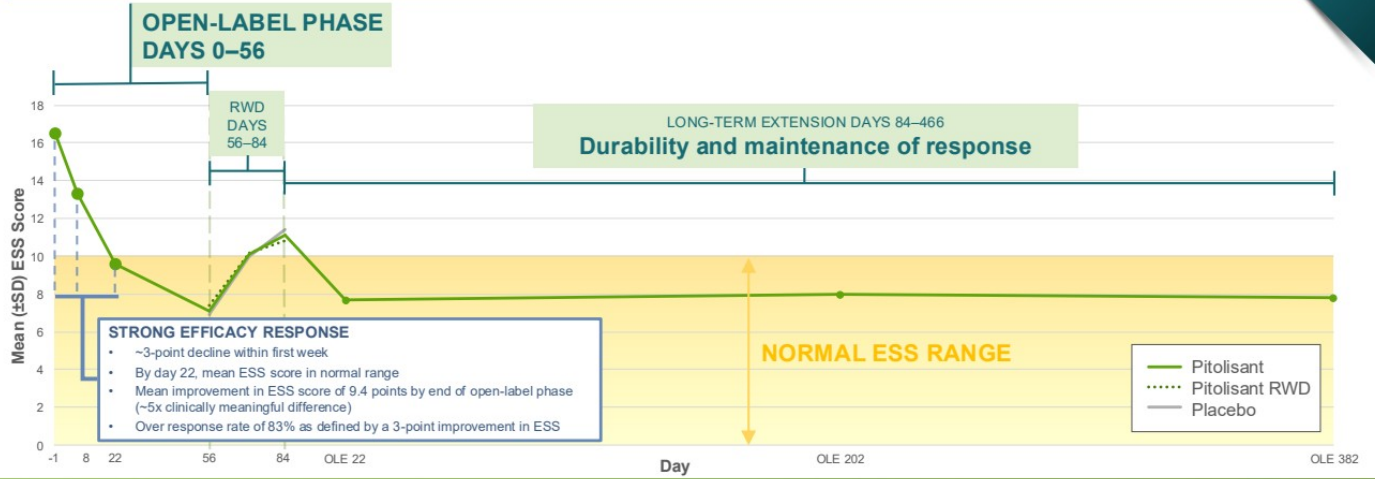 OPEN-LABEL PHASE
DAYS 0–56
RWD
DAYS
56–84
LONG-TERM EXTENSION DAYS 84–466
Durability and maintenance of response
Mean (±SD) ESS Score
18
16
14
12
10
8
6
4
2
0
STRONG EFFICACY RESPONSE
• ~3-point decline within first week
• By day 22, mean ESS score in normal range
• Mean improvement in ESS score of 9.4 points by end of open-label phase
(~5x clinically meaningful difference)
• Over response rate of 83% as defined by a 3-point improvement in ESS
NORMAL ESS RANGE
Pitolisant
Pitolisant RWD
Placebo
-1 8 22 56 84 OLE 22 OLE 202 OLE 382
Day